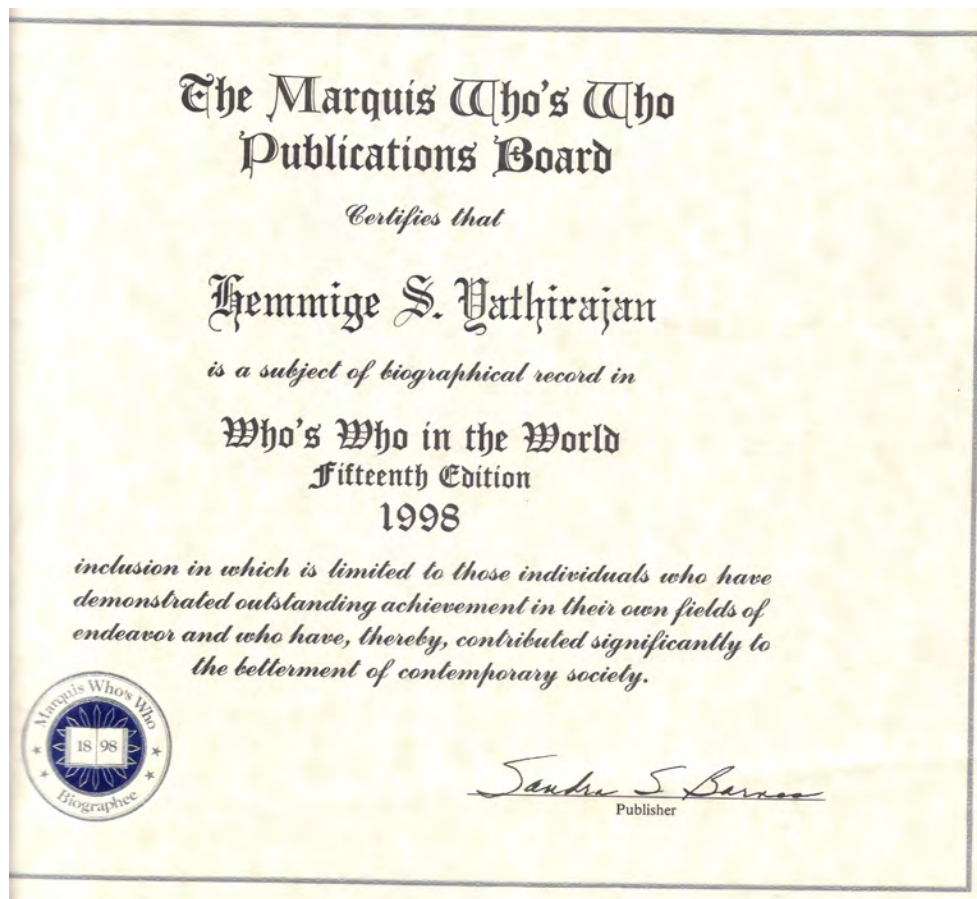 The Marquis Who's Who
Publications Board
Certifies that
Hemmige S. Yathirajan
is a subject of biographical record in
Who's Who in the World
Fifteenth Edition
1998
inclusion in which is limited to those individuals who have
demonstrated outstanding achievement in their own fields of
endeavor and who have, thereby, contributed significantly to
the betterment of contemporary society.
Marquis Who's Who
18 98
Biographee
Sandra S. Barnes
Publisher